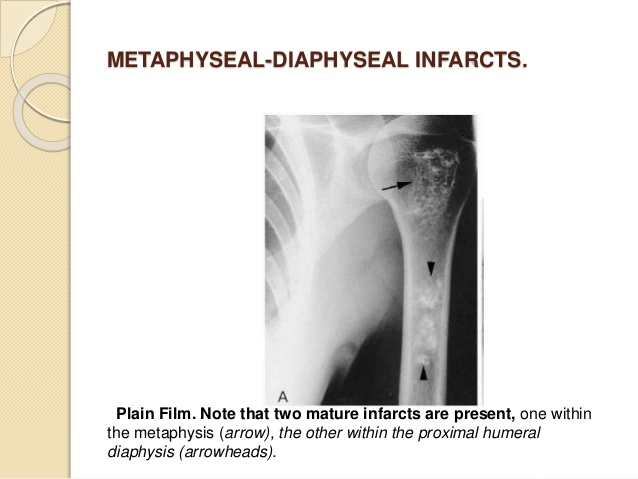 METAPHYSEAL-DIAPHYSEAL INFARCTS.
A
Plain Film. Note that two mature infarcts are present, one within
the metaphysis (arrow), the other within the proximal humeral
diaphysis (arrowheads).